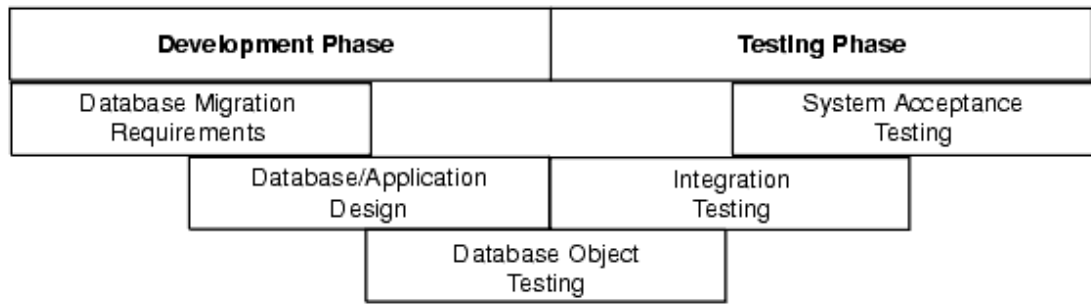 Development Phase
Testing Phase
Database Migration
Requirements
System Acceptance
Testing
Database/Application
Design
Integration
Testing
Database Object
Testing